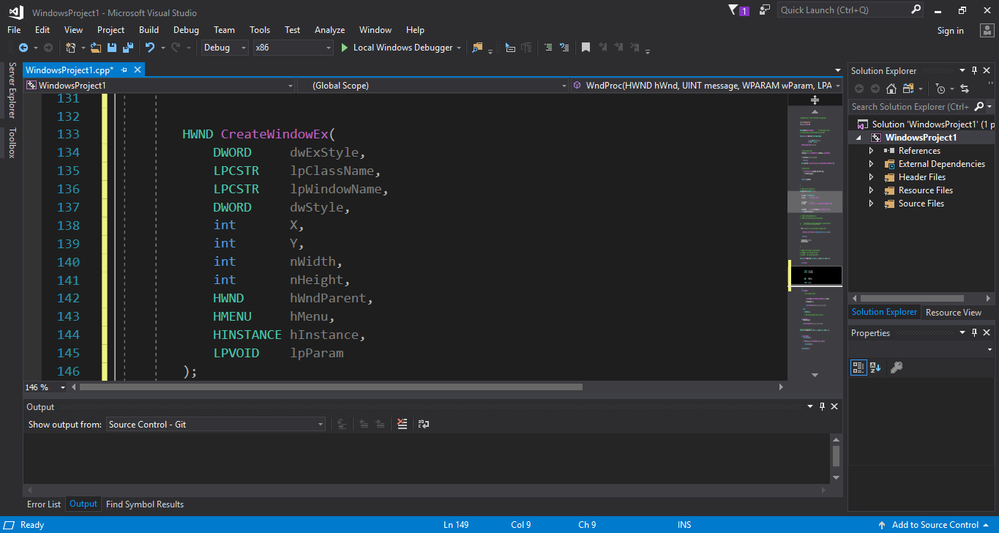 WindowsProject1 - Microsoft Visual Studio
1
Quick Launch (Ctrl+Q)
File Edit View Project Build Debug Team Tools Test Analyze Window Help
Sign in
Debug x86 Local Windows Debugger
Server Explorer
Toolbox
WindowsProject1.cpp*
WindowsProject1 (Global Scope) WndProc(HWND hWnd, UINT message, WPARAM wParam, LPA
131
132
133 HWND CreateWindowEx(
134 DWORD dwExStyle,
135 LPCSTR lpClassName,
136 LPCSTR lpWindowName,
137 DWORD dwStyle,
138 int X,
139 int Y,
140 int nWidth,
141 int nHeight,
142 HWND hWndParent,
143 HMENU hMenu,
144 HINSTANCE hInstance,
145 LPVOID lpParam
146 );
146 %
Output
Show output from: Source Control - Git
Error List Output Find Symbol Results
Solution Explorer
Search Solution Explorer (Ctrl+
Solution 'WindowsProject1' (1 p
WindowsProject1
References
External Dependencies
Header Files
Resource Files
Source Files
Solution Explorer Resource View
Properties
Ready Ln 149 Col 9 Ch 9 INS Add to Source Control